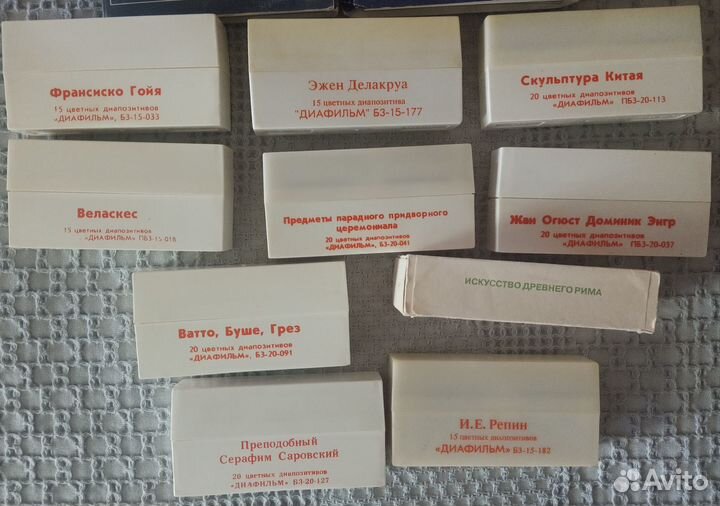 Франсиско Гойя
15 цветных диапозитивов
«ДИАФИЛЬМ», БЗ-15-033
Эжен Делакруа
15 цветных диапозитива
"ДИАФИЛЬМ" БЗ-15-177
Скульптура Китая
20 цветных диапозитивов
«ДИАФИЛЬМ» ПБЗ-20-113
Веласкес
15 цветных диапозитивов
«ДИАФИЛЬМ» ПБЗ-15-018
Предметы парадного придворного
церемониала
20 цветных диапозитивов
«ДИАФИЛЬМ», БЗ-20-041
Жан Огюст Доминик Энгр
20 цветных диапозитивов
«ДИАФИЛЬМ» ПБЗ-20-037
Ватто, Буше, Грез
20 цветных диапозитивов
«ДИАФИЛЬМ», БЗ-20-091
ИСКУССТВО ДРЕВНЕГО РИМА
Преподобный
Серафим Саровский
20 цветных диапозитивов
«ДИАФИЛЬМ» БЗ-20-127
И.Е. Репин
15 цветных диапозитивов
«ДИАФИЛЬМ» БЗ-15-182
Avito